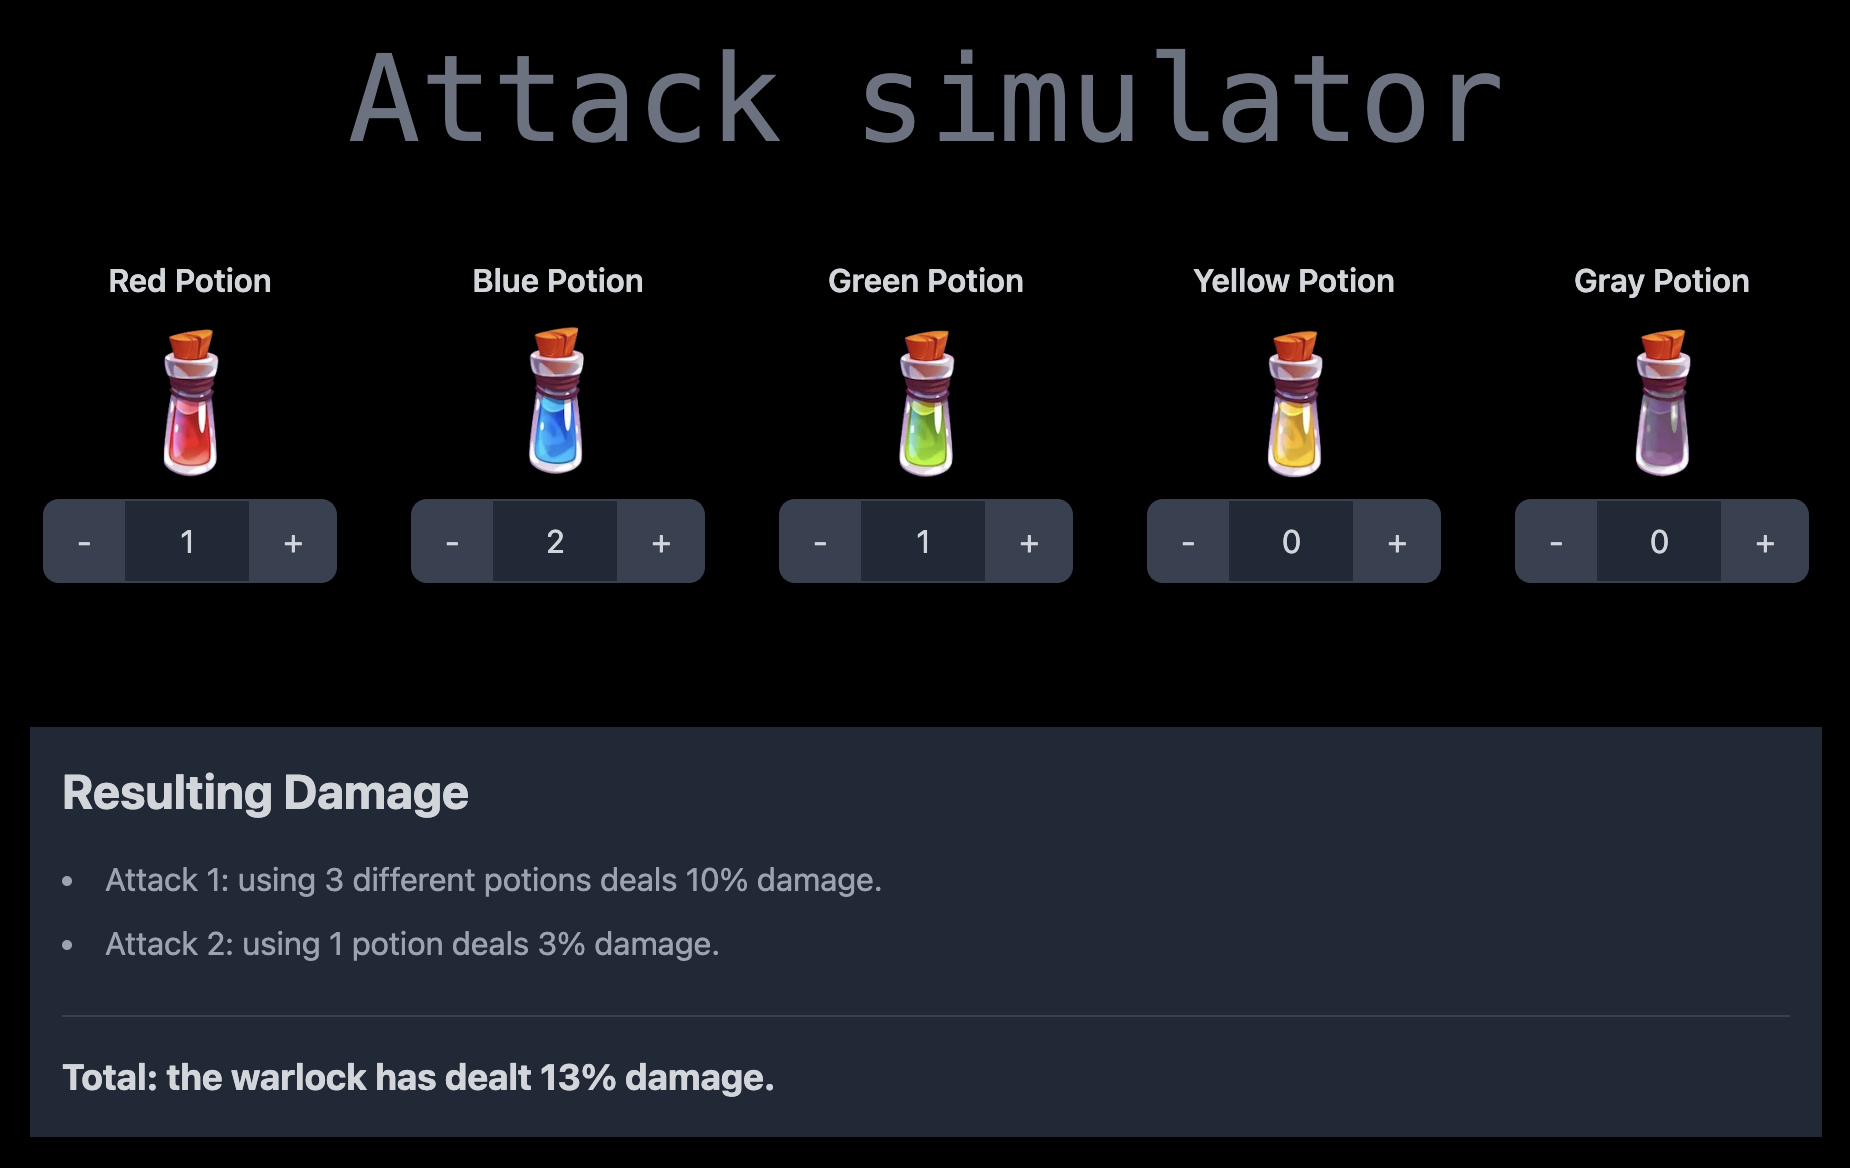 Attack simulator
Red Potion
Blue Potion
Green Potion
Yellow Potion
Gray Potion
- 1 +
- 2 +
- 1 +
- 0 +
- 0 +
Resulting Damage
• Attack 1: using 3 different potions deals 10% damage.
• Attack 2: using 1 potion deals 3% damage.
Total: the warlock has dealt 13% damage.